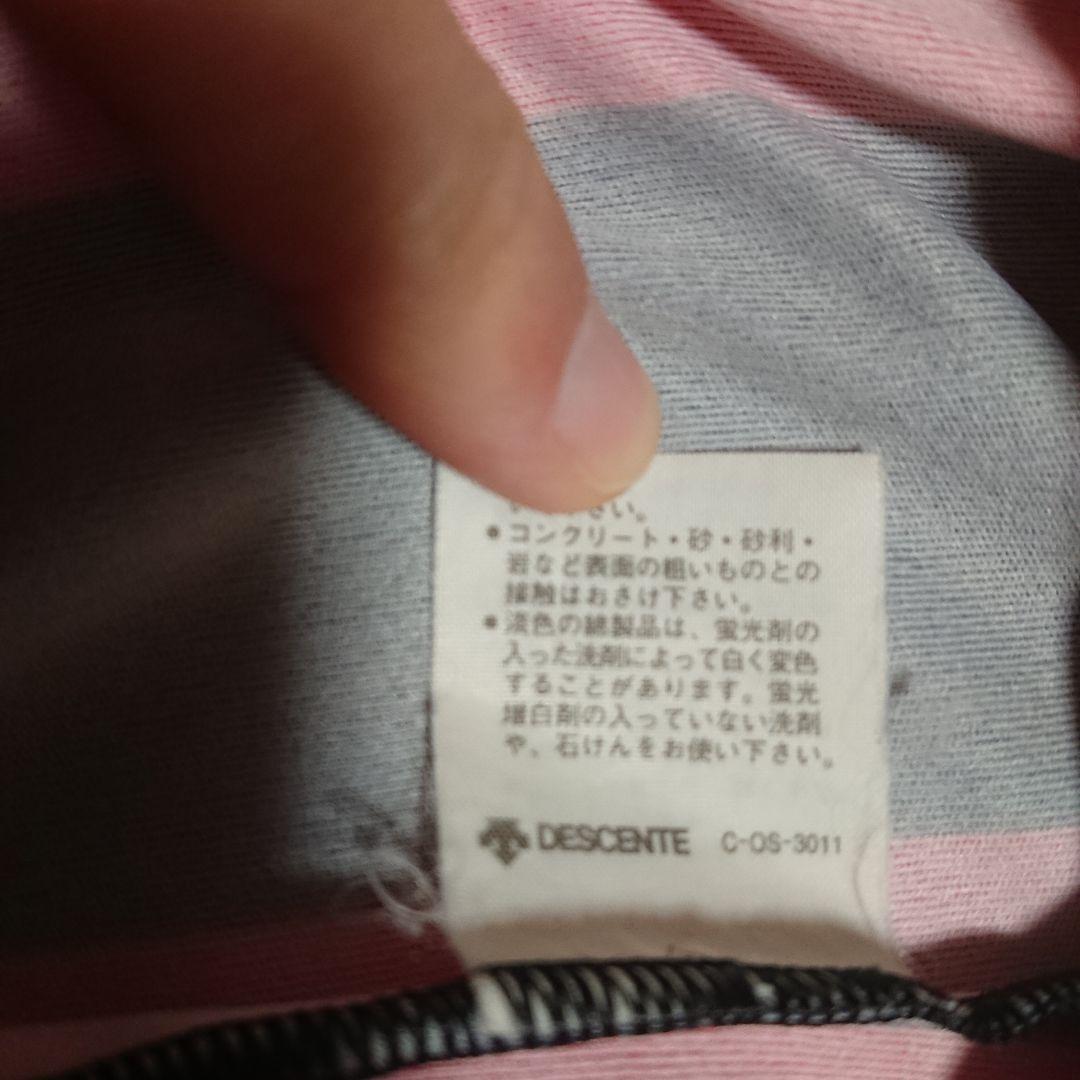 さい。
●コンクリート・砂・砂利・
岩など表面の粗いものとの
接触はおさけ下さい。
●淡色の綿製品は、蛍光剤の
入った洗剤によって白く変色
することがあります。蛍光
増白剤の入っていない洗剤
や、石けんをお使い下さい。
DESCENTE C-OS-3011